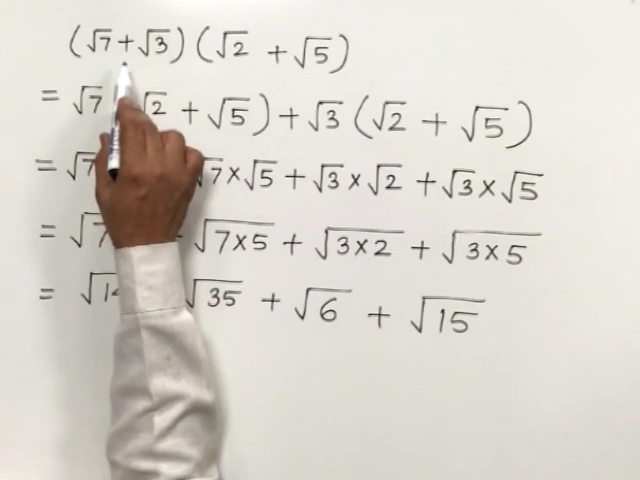 (√7 + √3) (√2 + √5)
= √7 √2 + √5) + √3 (√2 + √5)
= √7 √7 × √5 + √3 × √2 + √3 × √5
= √7 √7×5 + √3×2 + √3×5
= √14 √35 + √6 + √15